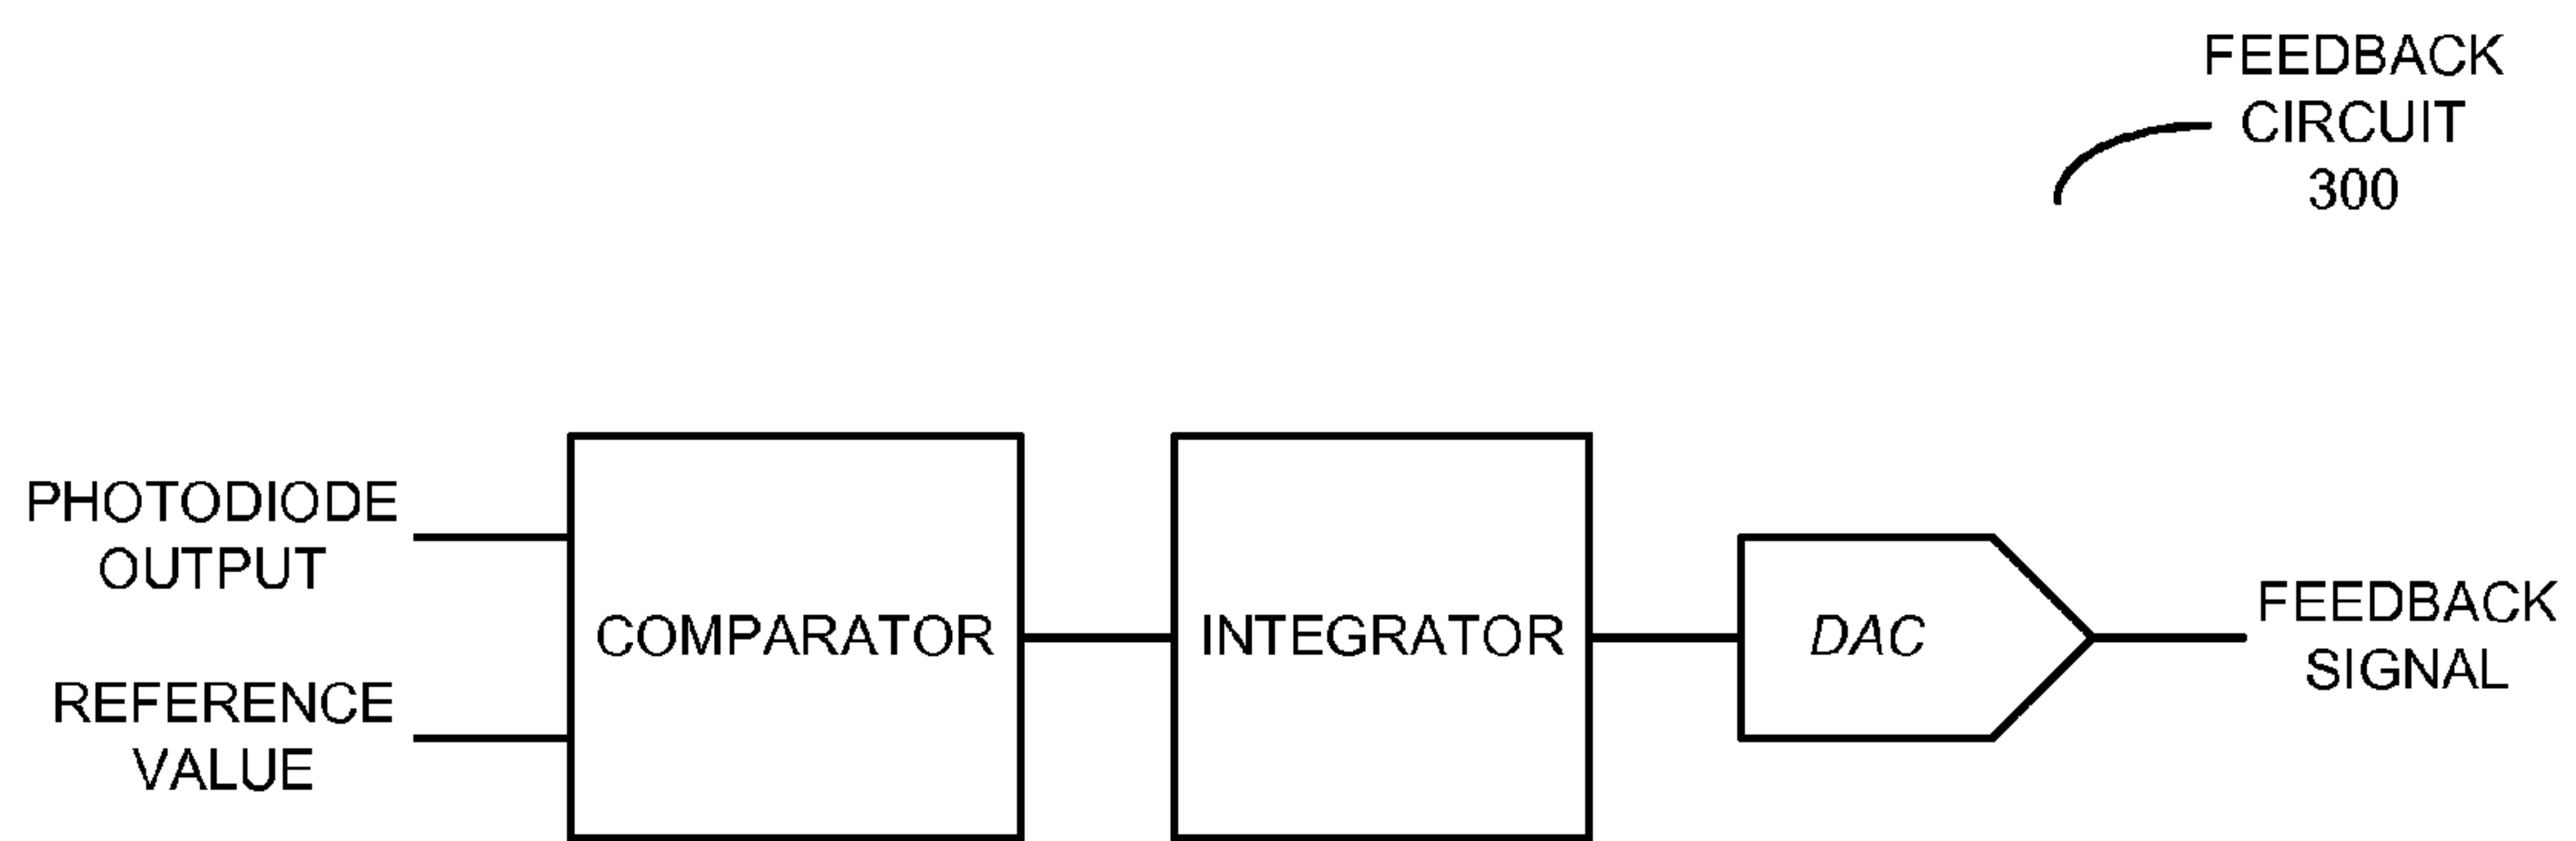 FEEDBACK
CIRCUIT
300
PHOTODIODE
OUTPUT
REFERENCE
VALUE
COMPARATOR
INTEGRATOR
DAC
FEEDBACK
SIGNAL